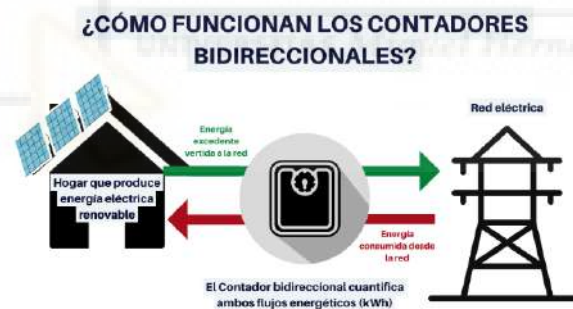 ¿CÓMO FUNCIONAN LOS CONTADORES
BIDIRECCIONALES?
Red eléctrica
Energía
excedente
vertida a la red
Hogar que produce
energía eléctrica
renovable
Energía
consumida desde
la red
El Contador bidireccional cuantifica
ambos flujos energéticos (kWh)